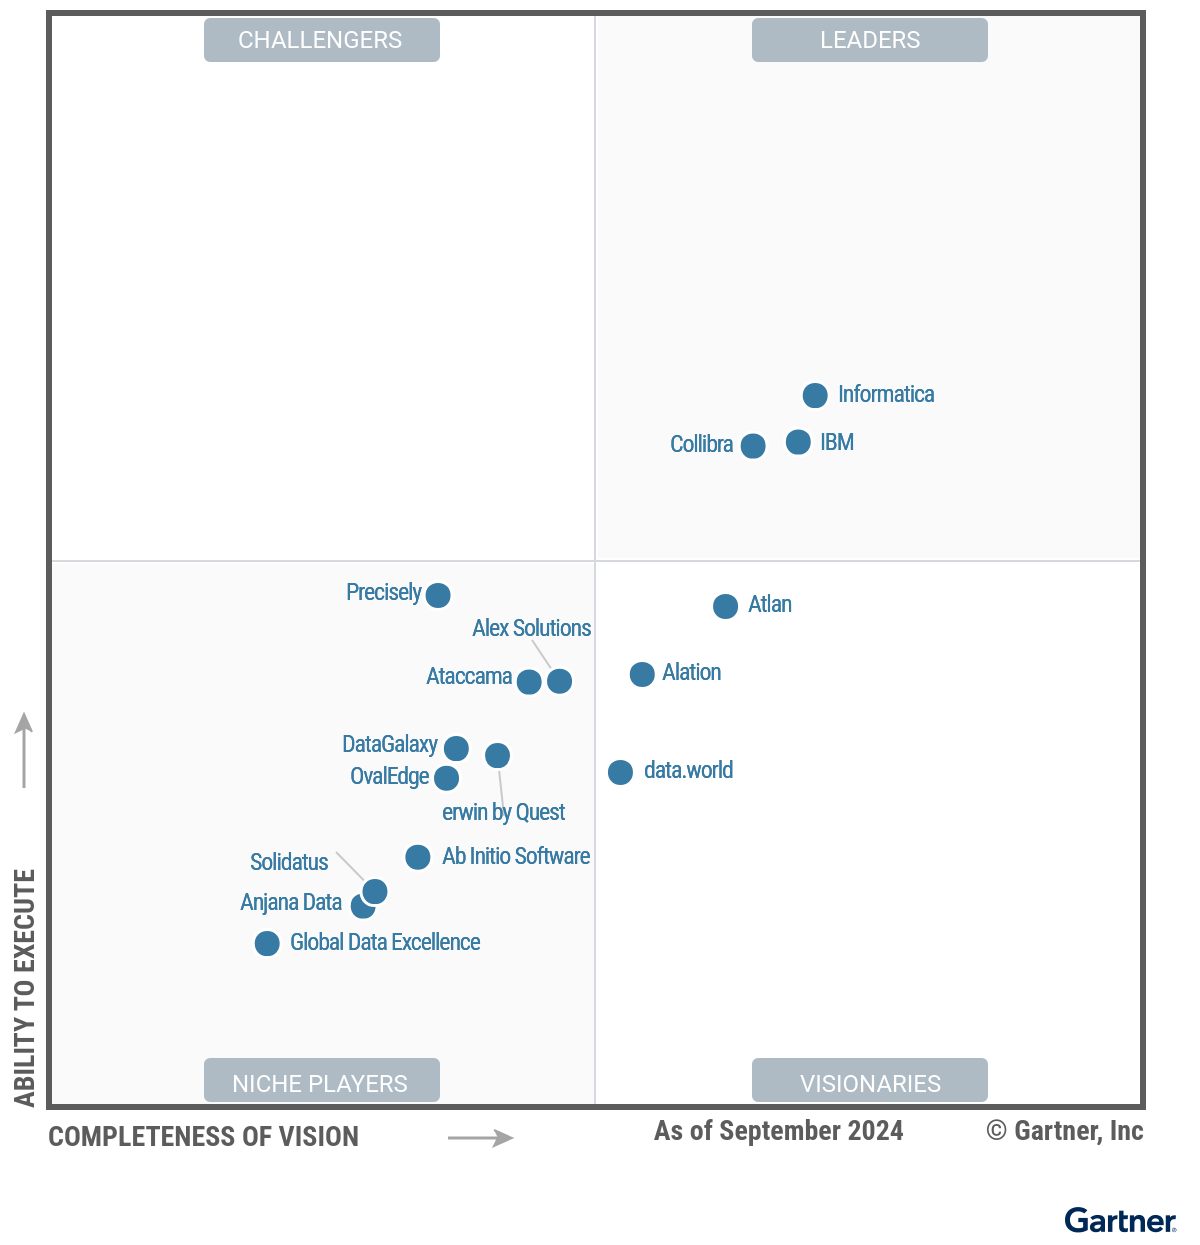 CHALLENGERS
LEADERS
Informatica
Collibra
IBM
Precisely
Atlan
Alex Solutions
Ataccama
Alation
DataGalaxy
OvalEdge
data.world
erwin by Quest
Solidatus
Ab Initio Software
Anjana Data
Global Data Excellence
ABILITY TO EXECUTE
NICHE PLAYERS
VISIONARIES
COMPLETENESS OF VISION
As of September 2024
© Gartner, Inc
Gartner®